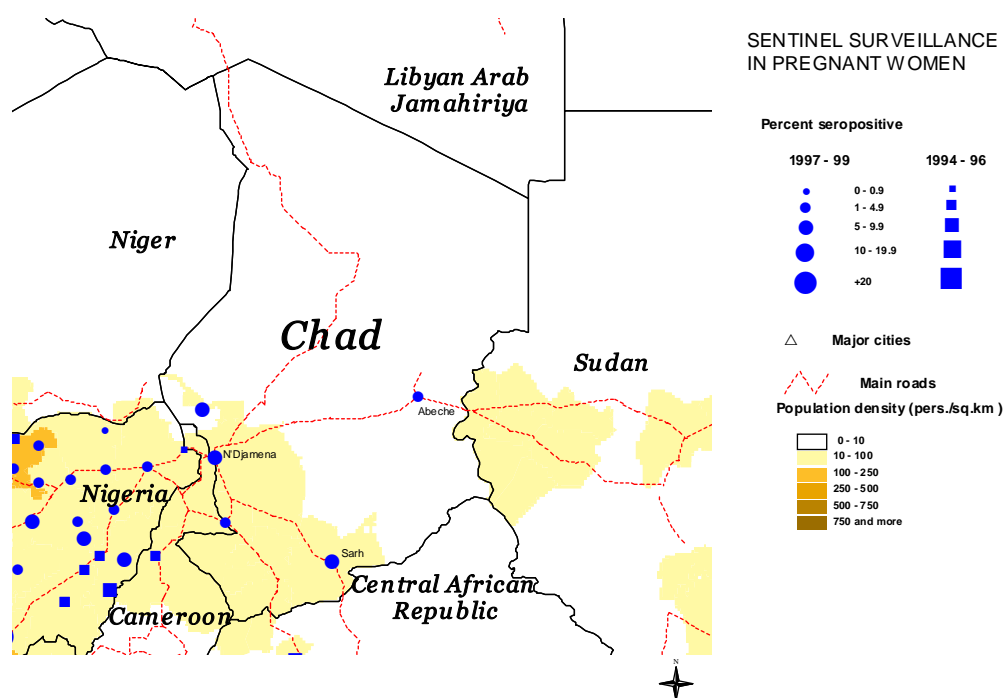 SENTINEL SURVEILLANCE
IN PREGNANT WOMEN
Percent seropositive
1997 - 99
1994 - 96
0 - 0.9
1 - 4.9
5 - 9.9
10 - 19.9
+20
Major cities
Main roads
Population density (pers./sq.km )
0 - 10
10 - 100
100 - 250
250 - 500
500 - 750
750 and more
Libyan Arab
Jamahiriya
Niger
Chad
Sudan
Abeche
N'Djamena
Nigeria
Sarh
Central African
Republic
Cameroon
N